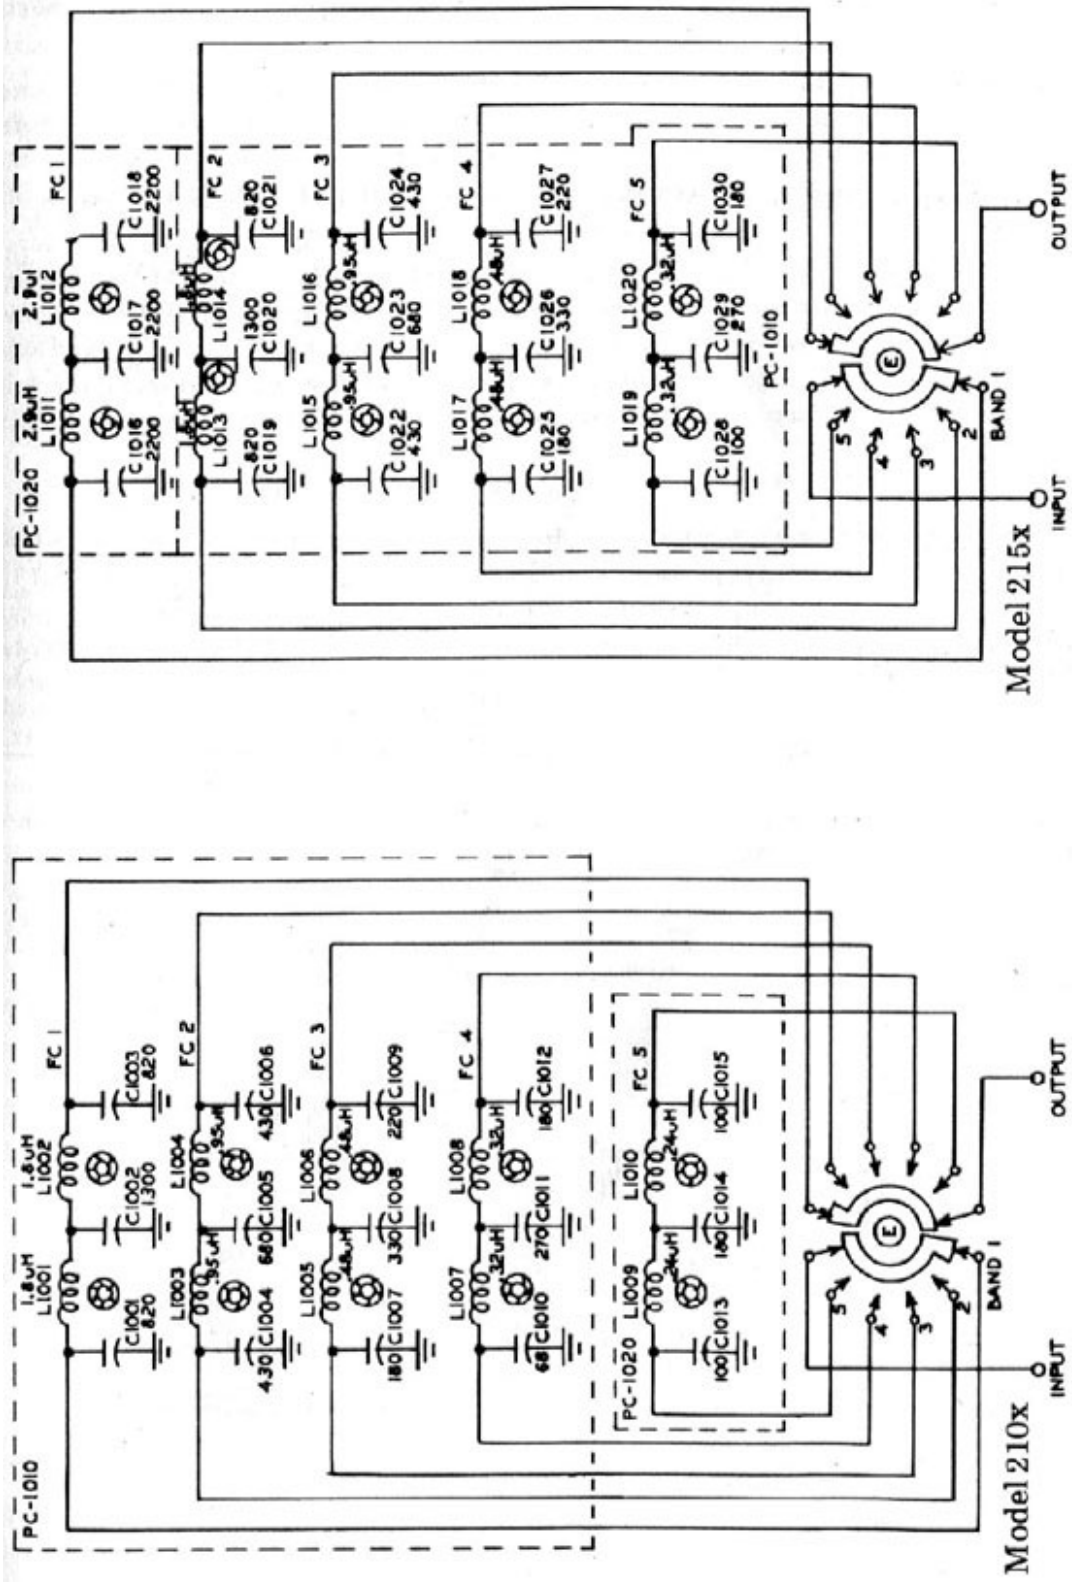 PC-1010
FC 1
1.8uH
L1001
1.8uH
L1002
C1001
820
C1002
1300
C1003
820
FC 2
L1003
.95uH
L1004
.95uH
430 C1004
680 C1005
430 C1006
FC 3
L1005
.48uH
L1006
.48uH
180 C1007
330 C1008
220 C1009
FC 4
L1007
.32uH
L1008
.32uH
68 C1010
270 C1011
180 C1012
PC-1020
FC 5
L1009
.24uH
L1010
.24uH
100 C1013
180 C1014
100 C1015
5
4
3
2
BAND 1
E
INPUT
OUTPUT
Model 210x
PC-1020
FC 1
2.9uH
L1011
2.9u
L1012
C1016
2200
C1017
2200
C1018
2200
FC 2
1.8uH
L1013
1.8uH
L1014
820
C1019
1300
C1020
820
C1021
FC 3
L1015
.95uH
L1016
.95uH
C1022
430
C1023
680
C1024
430
FC 4
L1017
.48uH
L1018
.48uH
C1025
180
C1026
330
C1027
220
FC 5
L1019
.32uH
L1020
.32uH
C1028
100
C1029
270
C1030
180
PC-1010
5
4
3
2
BAND 1
E
INPUT
OUTPUT
Model 215x